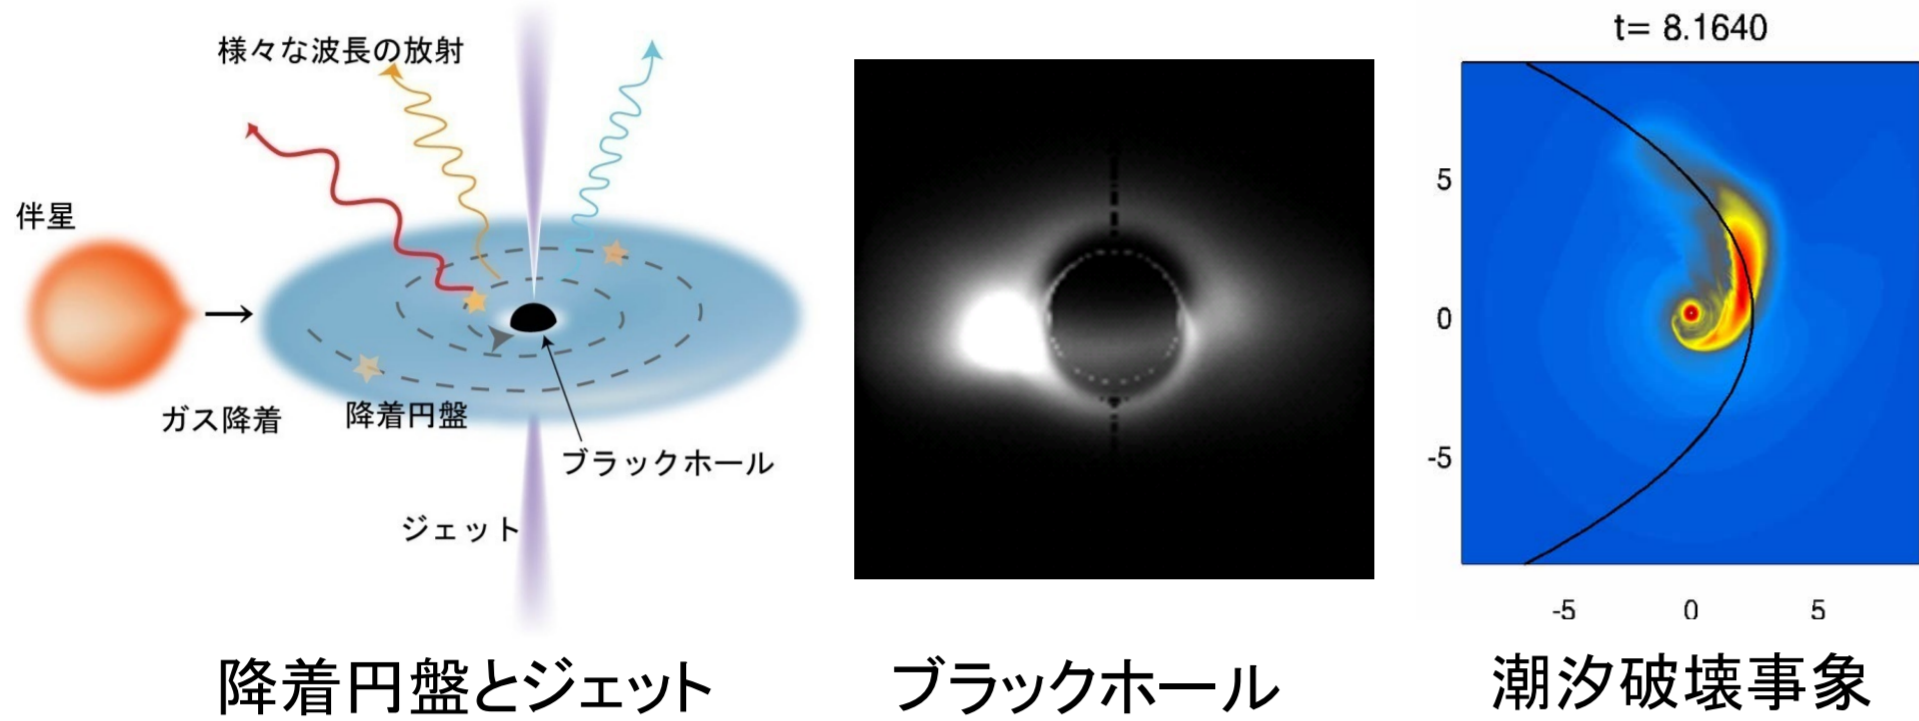 様々な波長の放射
伴星
ガス降着
降着円盤
ブラックホール
ジェット
降着円盤とジェット
ブラックホール
t= 8.1640
5
0
-5
-5 0 5
潮汐破壊事象